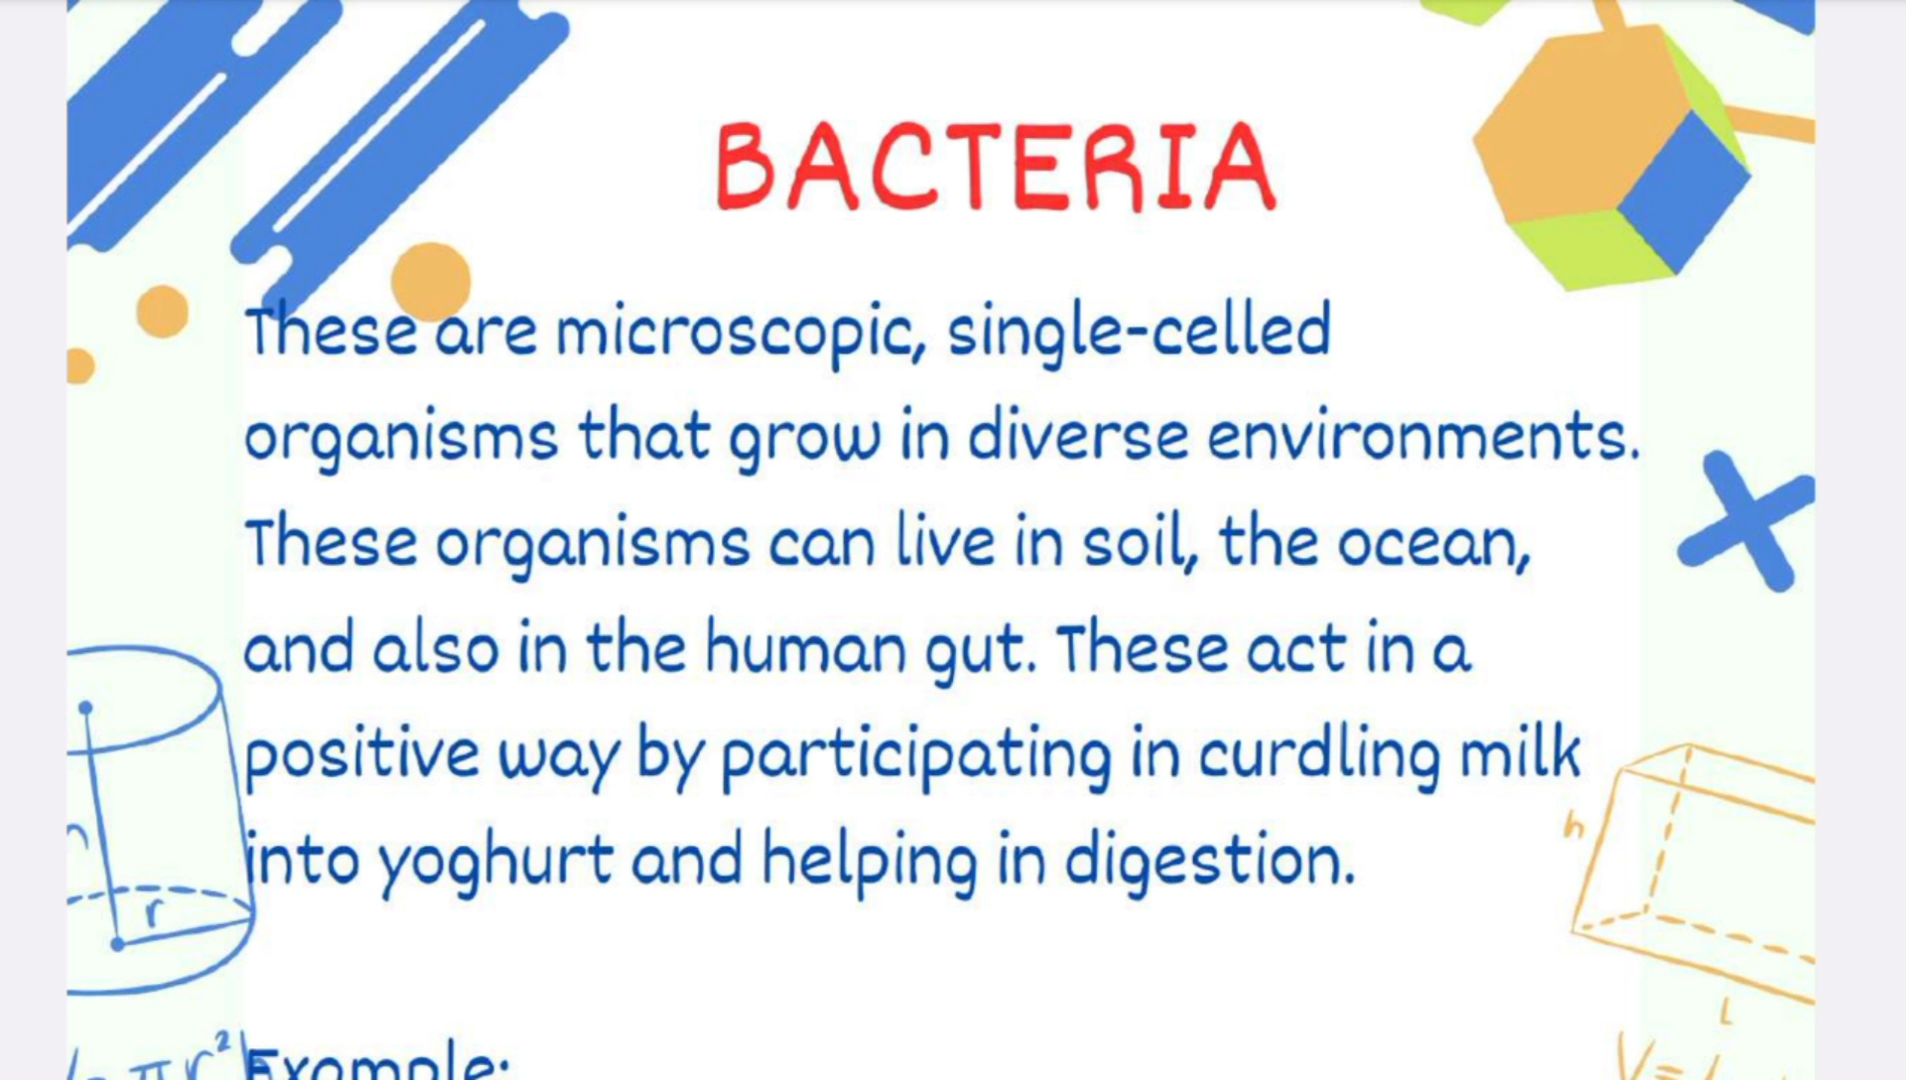 BACTERIA
These are microscopic, single-celled
organisms that grow in diverse environments.
These organisms can live in soil, the ocean,
and also in the human gut. These act in a
positive way by participating in curdling milk
into yoghurt and helping in digestion.
h
r
h
L
πr²h
V=
Example: